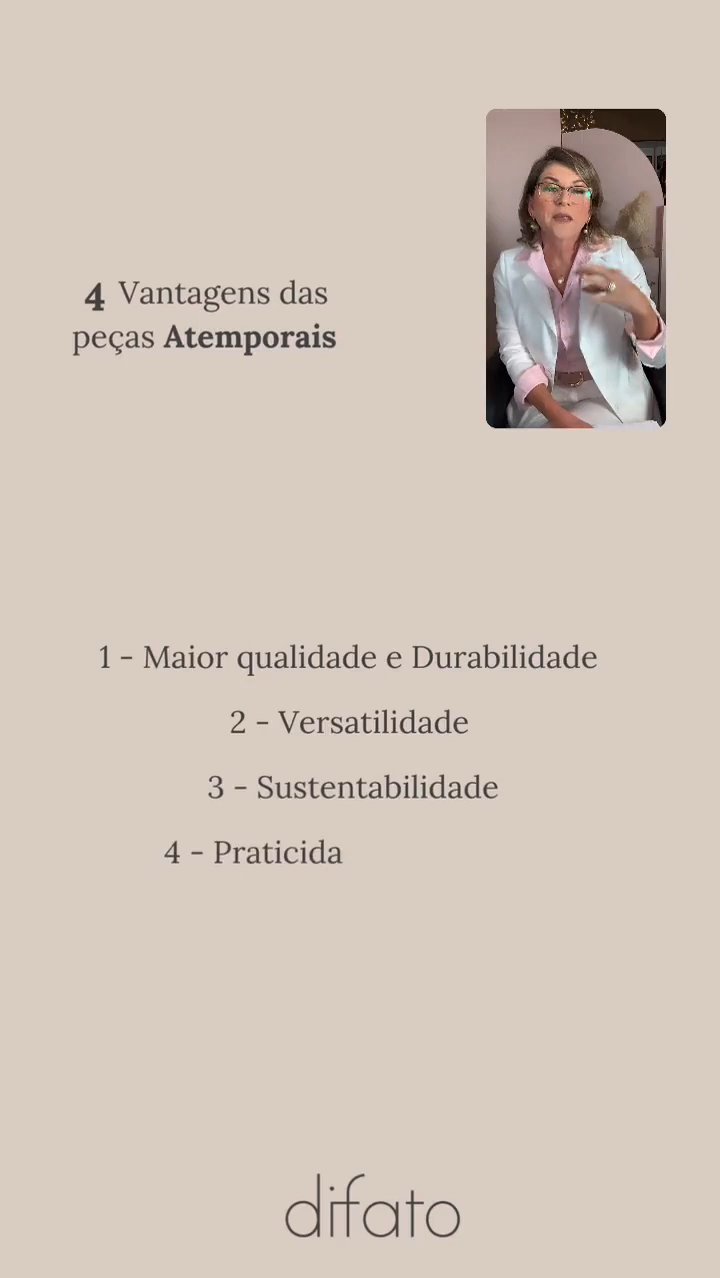 4 Vantagens das
peças Atemporais
1 - Maior qualidade e Durabilidade
2 - Versatilidade
3 - Sustentabilidade
4 - Praticida
difato